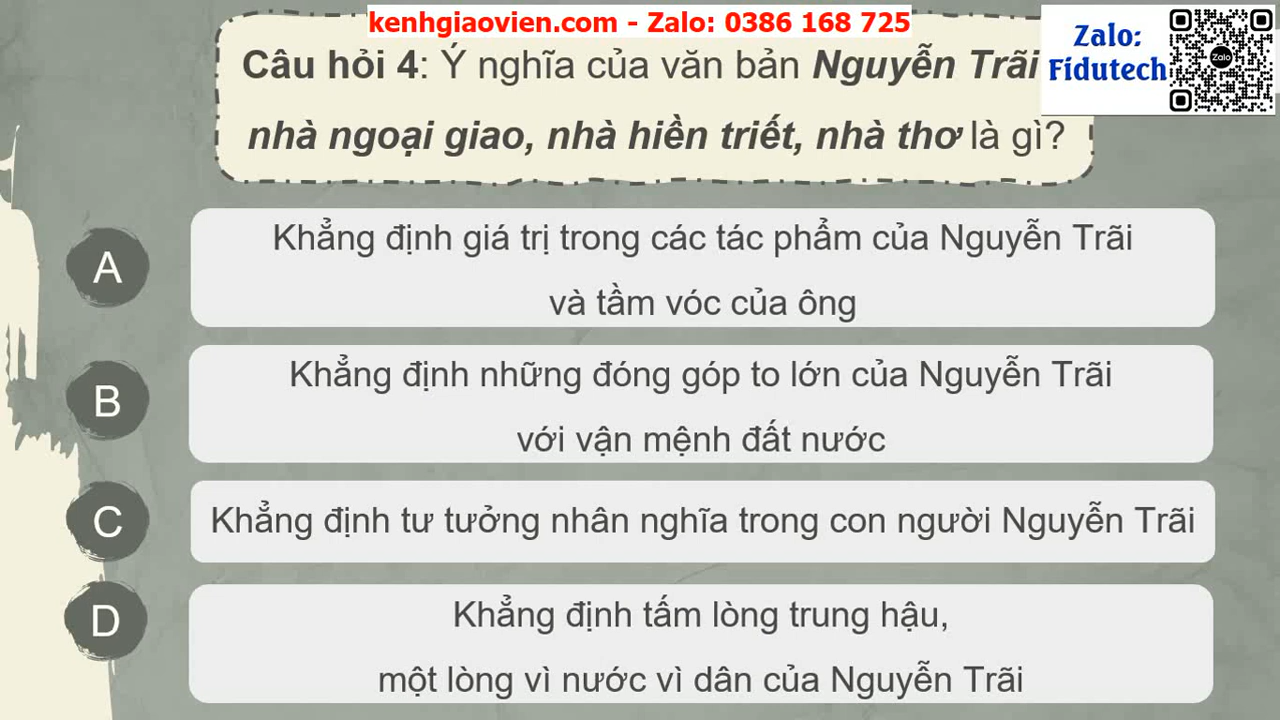 kenhgiaovien.com - Zalo: 0386 168 725
Zalo:
Fidutech
Zalo
Câu hỏi 4: Ý nghĩa của văn bản Nguyễn Trãi
nhà ngoại giao, nhà hiền triết, nhà thơ là gì?
A
Khẳng định giá trị trong các tác phẩm của Nguyễn Trãi
và tầm vóc của ông
B
Khẳng định những đóng góp to lớn của Nguyễn Trãi
với vận mệnh đất nước
C
Khẳng định tư tưởng nhân nghĩa trong con người Nguyễn Trãi
D
Khẳng định tấm lòng trung hậu,
một lòng vì nước vì dân của Nguyễn Trãi